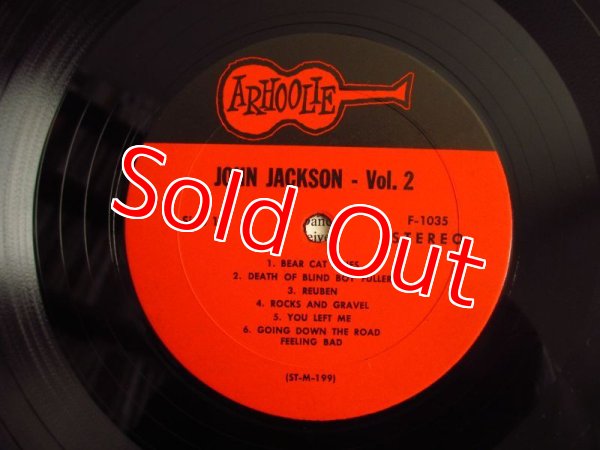 ARHOOLIE
JOHN JACKSON - Vol. 2
F-1035
STEREO
Sold Out
1. BEAR CAT
2. DEATH OF BLIND BOY FULLER
3. REUBEN
4. ROCKS AND GRAVEL
5. YOU LEFT ME
6. GOING DOWN THE ROAD
FEELING BAD
(ST-M-199)